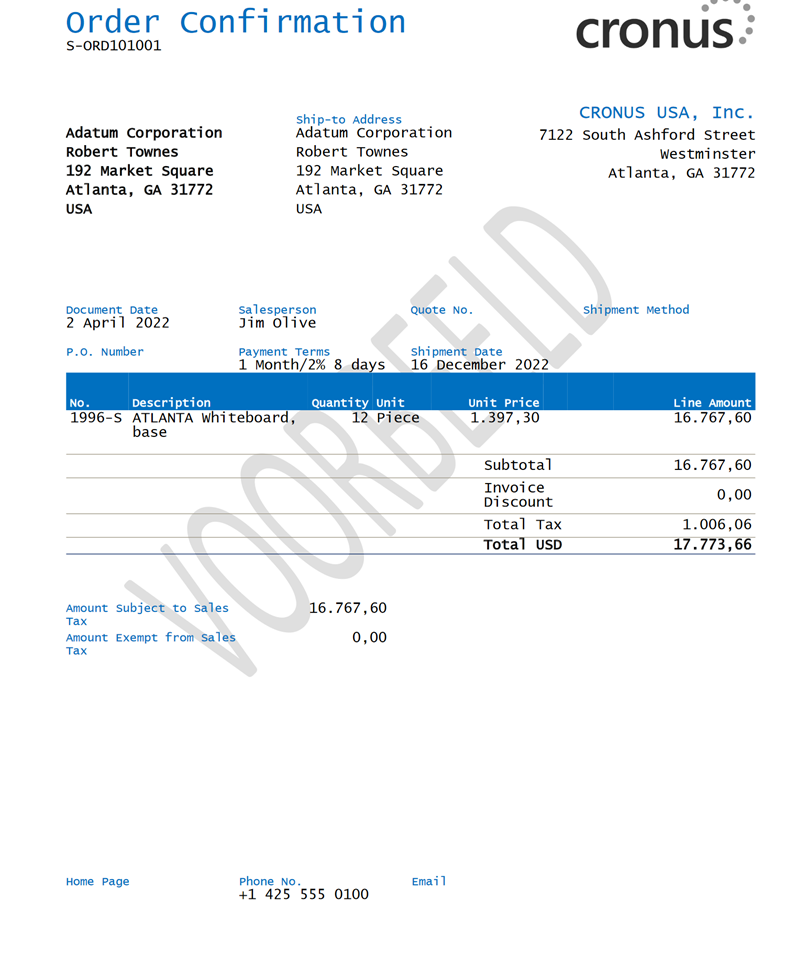 Order Confirmation
S-ORD101001
cronus
CRONUS USA, Inc.
7122 South Ashford Street
Westminster
Atlanta, GA 31772
Adatum Corporation
Robert Townes
192 Market Square
Atlanta, GA 31772
USA
Ship-to Address
Adatum Corporation
Robert Townes
192 Market Square
Atlanta, GA 31772
USA
VOORBEELD
Document Date Salesperson Quote No. Shipment Method
2 April 2022 Jim Olive
P.O. Number Payment Terms Shipment Date
1 Month/2% 8 days 16 December 2022
No. Description Quantity Unit Unit Price Line Amount
1996-S ATLANTA Whiteboard, 12 Piece 1.397,30 16.767,60
base
Subtotal 16.767,60
Invoice
Discount 0,00
Total Tax 1.006,06
Total USD 17.773,66
Amount Subject to Sales 16.767,60
Tax
Amount Exempt from Sales 0,00
Tax
Home Page Phone No. Email
+1 425 555 0100